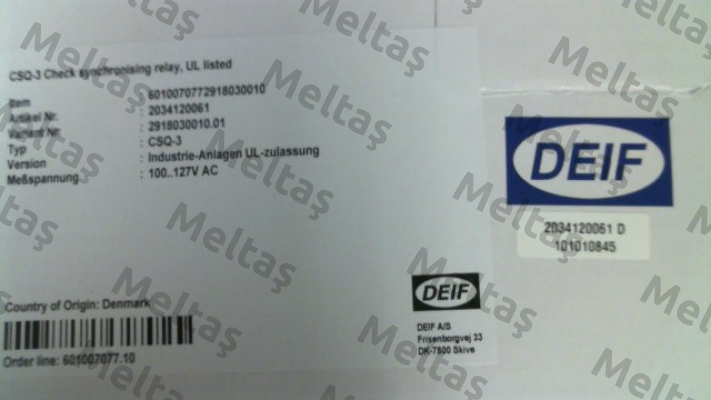 CSQ-3 Check synchronising relay, UL listed
Item : 6010070772918030010
Artikel Nr. : 2034120061
Variant Nr. : 2918030010.01
Typ : CSQ-3
Version : Industrie-Anlagen UL-zulassung
Meßspannung : 100..127V AC
DEIF
2034120061 D
101010845
Country of Origin: Denmark
Order line: 601007077.10
DEIF
DEIF A/S
Frisenborgvej 33
DK-7800 Skive
Meltaş